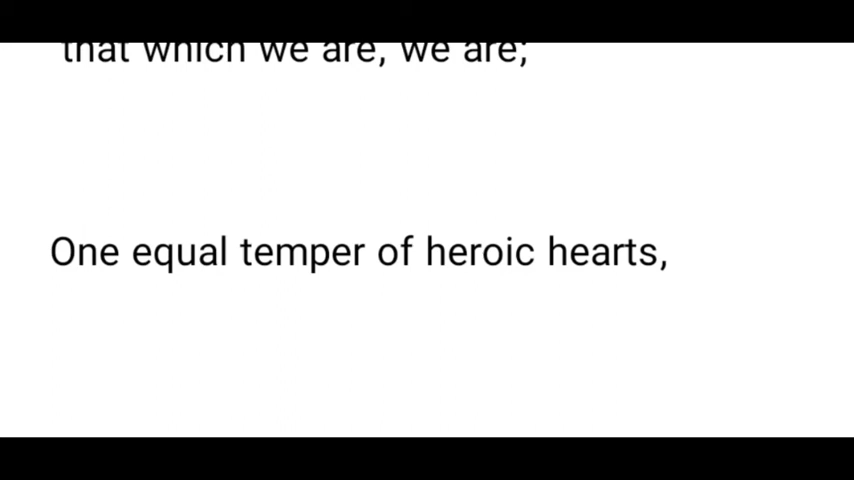 that which we are, we are;
One equal temper of heroic hearts,